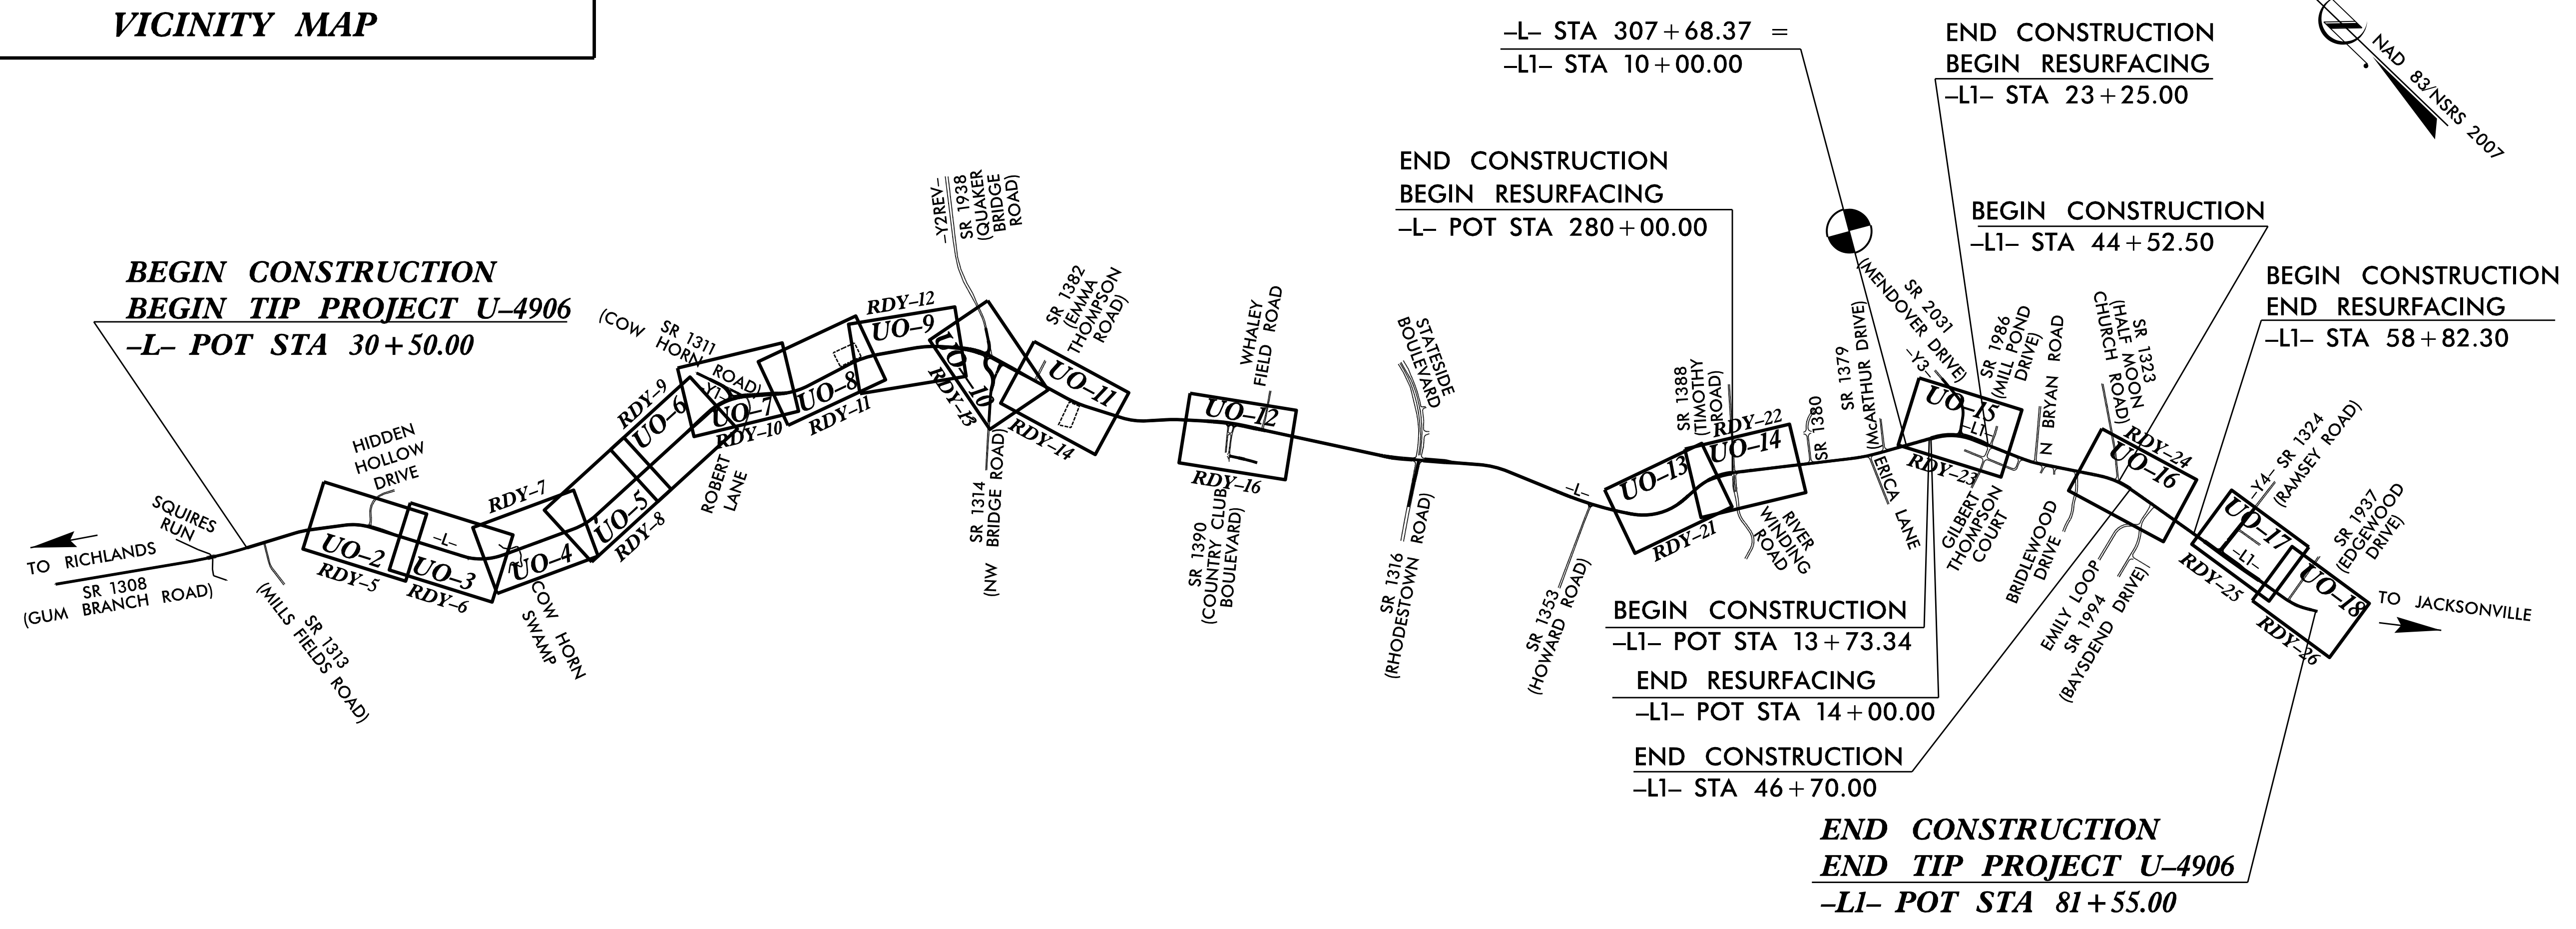 VICINITY MAP
–L– STA 307+68.37 =
–L1– STA 10+00.00
END CONSTRUCTION
BEGIN RESURFACING
–L1– STA 23+25.00
NAD 83/NSRS 2007
END CONSTRUCTION
BEGIN RESURFACING
–L– POT STA 280+00.00
BEGIN CONSTRUCTION
–L1– STA 44+52.50
BEGIN CONSTRUCTION
END RESURFACING
–L1– STA 58+82.30
BEGIN CONSTRUCTION
BEGIN TIP PROJECT U–4906
–L– POT STA 30+50.00
TO RICHLANDS
SR 1308
(GUM BRANCH ROAD)
SQUIRES
RUN
SR 1313
(MILLS FIELDS ROAD)
HIDDEN
HOLLOW
DRIVE
UO–2
RDY–5
–L–
UO–3
RDY–6
RDY–7
UO–4
COW HORN
SWAMP
UO–5
RDY–8
RDY–9
UO–6
SR 1311
(COW HORN ROAD)
–Y1–
UO–7
RDY–10
ROBERT
LANE
UO–8
RDY–11
RDY–12
UO–9
–Y2REV–
SR 1938
(QUAKER
BRIDGE
ROAD)
UO–10
RDY–13
SR 1314
(NW BRIDGE ROAD)
SR 1382
(EMMA
THOMPSON
ROAD)
UO–11
RDY–14
WHALEY
FIELD ROAD
UO–12
RDY–16
SR 1390
(COUNTRY CLUB
BOULEVARD)
STATESIDE
BOULEVARD
SR 1316
(RHODESTOWN ROAD)
–L–
SR 1353
(HOWARD ROAD)
UO–13
RDY–21
SR 1388
(TIMOTHY
ROAD)
RDY–22
UO–14
RIVER
WINDING
ROAD
SR 1380
SR 1379
(McARTHUR DRIVE)
ERICA LANE
SR 2031
(MENDOVER DRIVE)
–Y3–
UO–15
–L1–
RDY–23
SR 1986
(MILL POND
DRIVE)
GILBERT
THOMPSON
COURT
N BRYAN ROAD
BRIDLEWOOD
DRIVE
SR 1323
(HALF MOON
CHURCH ROAD)
RDY–24
UO–16
EMILY LOOP
SR 1994
(BAYSDEN DRIVE)
–Y4– SR 1324
(RAMSEY ROAD)
UO–17
–L1–
RDY–25
SR 1937
(EDGEWOOD
DRIVE)
UO–18
RDY–26
TO JACKSONVILLE
BEGIN CONSTRUCTION
–L1– POT STA 13+73.34
END RESURFACING
–L1– POT STA 14+00.00
END CONSTRUCTION
–L1– STA 46+70.00
END CONSTRUCTION
END TIP PROJECT U–4906
–L1– POT STA 81+55.00